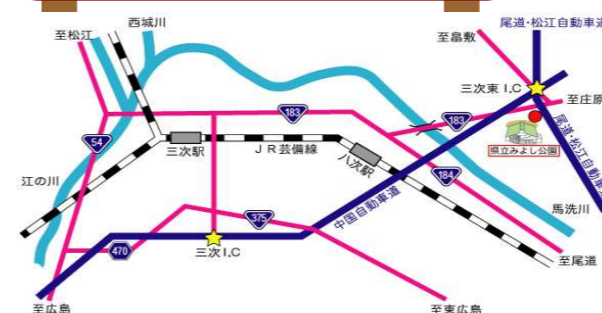 西城川
尾道・松江自動車道
至松江
至畠敷
三次東I.C
至庄原
183
183
54
三次駅
JR芸備線
八次駅
県立みよし公園
尾道・松江自動車道
184
江の川
375
中国自動車道
馬洗川
470
三次I.C
至尾道
至広島
至東広島